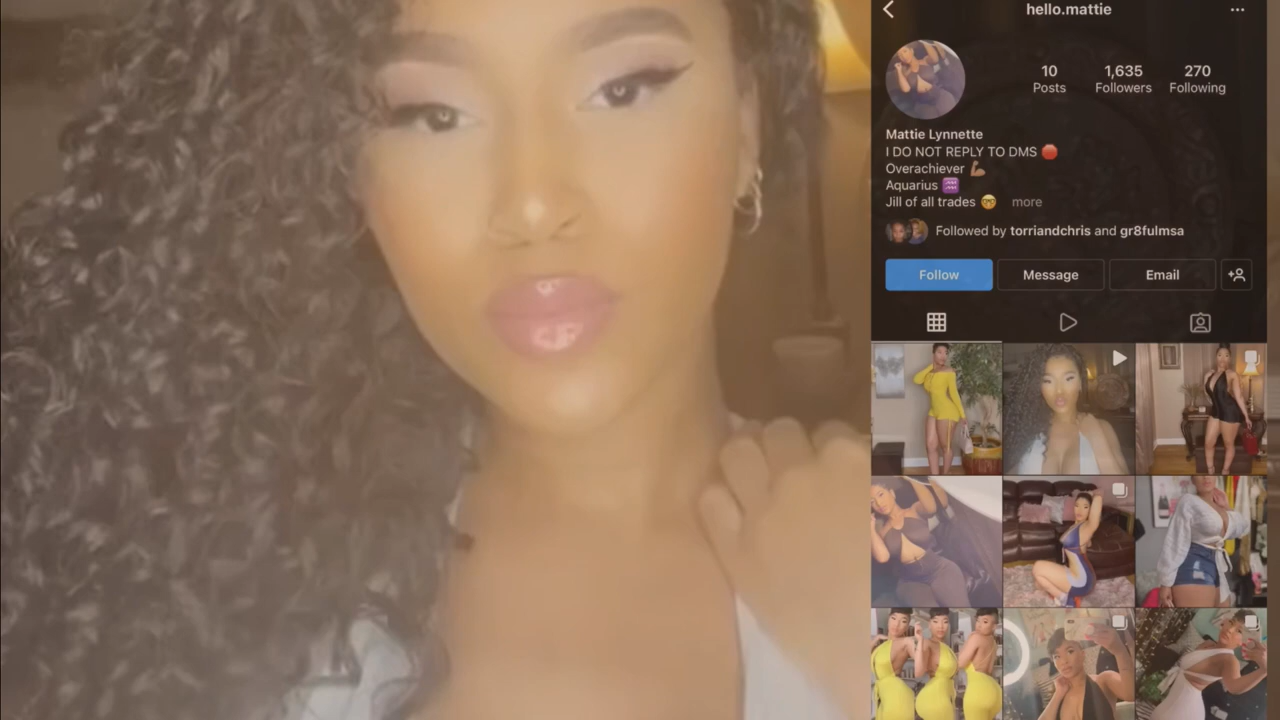 hello.mattie
10
1,635
270
Posts
Followers
Following
Mattie Lynnette
I DO NOT REPLY TO DMS 🛑
Overachiever 💪🏽
Aquarius ♒
Jill of all trades 🤓 more
Followed by torriandchris and gr8fulmsa
Follow
Message
Email